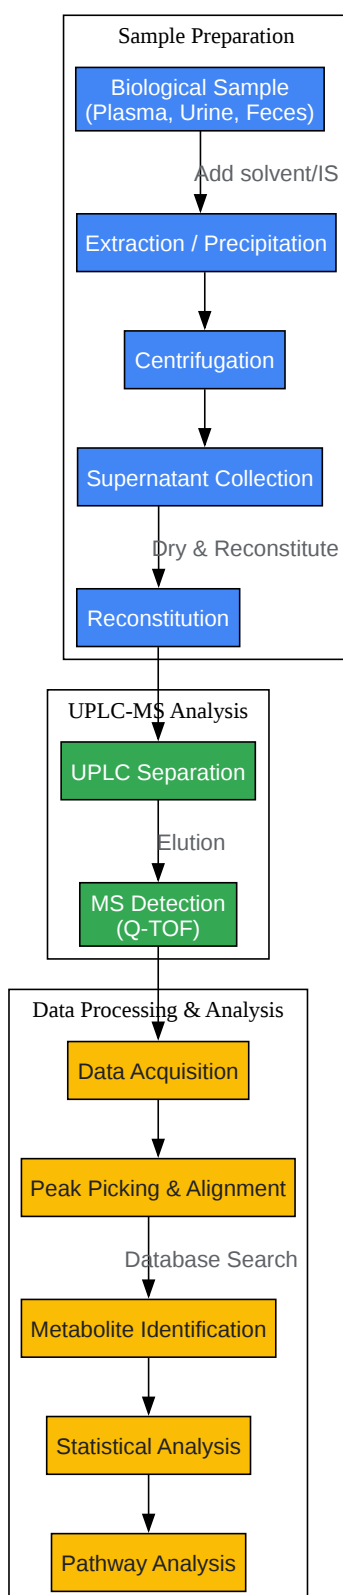 Sample Preparation
Biological Sample
(Plasma, Urine, Feces)
Add solvent/IS
Extraction / Precipitation
Centrifugation
Supernatant Collection
Dry & Reconstitute
Reconstitution
UPLC-MS Analysis
UPLC Separation
Elution
MS Detection
(Q-TOF)
Data Processing & Analysis
Data Acquisition
Peak Picking & Alignment
Database Search
Metabolite Identification
Statistical Analysis
Pathway Analysis